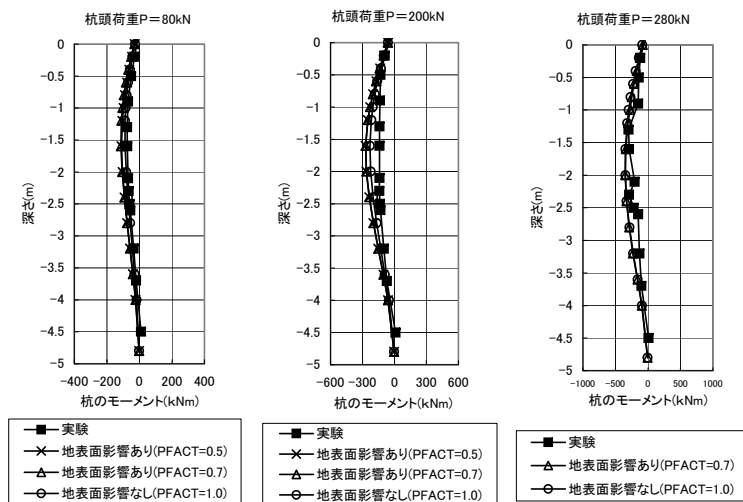 杭頭荷重P=80kN
0
-0.5
-1
-1.5
-2
-2.5
-3
-3.5
-4
-4.5
-5
深さ(m)
-400 -200 0 200 400
杭のモーメント(kNm)
実験
地表面影響あり(PFACT=0.5)
地表面影響あり(PFACT=0.7)
地表面影響なし(PFACT=1.0)
杭頭荷重P=200kN
0
-0.5
-1
-1.5
-2
-2.5
-3
-3.5
-4
-4.5
-5
深さ(m)
-600 -300 0 300 600
杭のモーメント(kNm)
実験
地表面影響あり(PFACT=0.5)
地表面影響あり(PFACT=0.7)
地表面影響なし(PFACT=1.0)
杭頭荷重P=280kN
0
-0.5
-1
-1.5
-2
-2.5
-3
-3.5
-4
-4.5
-5
深さ(m)
-1000 -500 0 500 1000
杭のモーメント(kNm)
実験
地表面影響あり(PFACT=0.7)
地表面影響なし(PFACT=1.0)